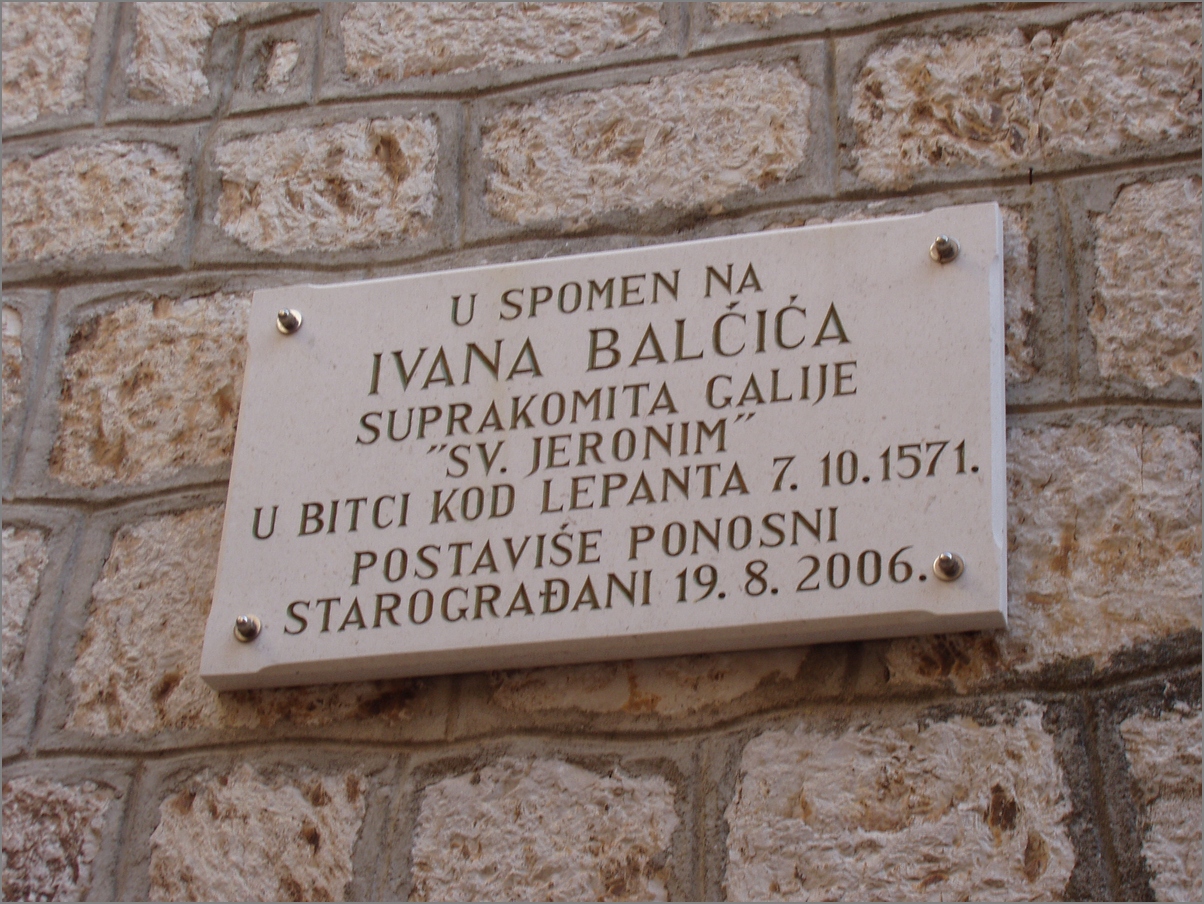 U SPOMEN NA
IVANA BALČIĆA
SUPRAKOMITA GALIJE
"SV. JERONIM"
U BITCI KOD LEPANTA 7. 10. 1571.
POSTAVIŠE PONOSNI
STAROGRAĐANI 19. 8. 2006.